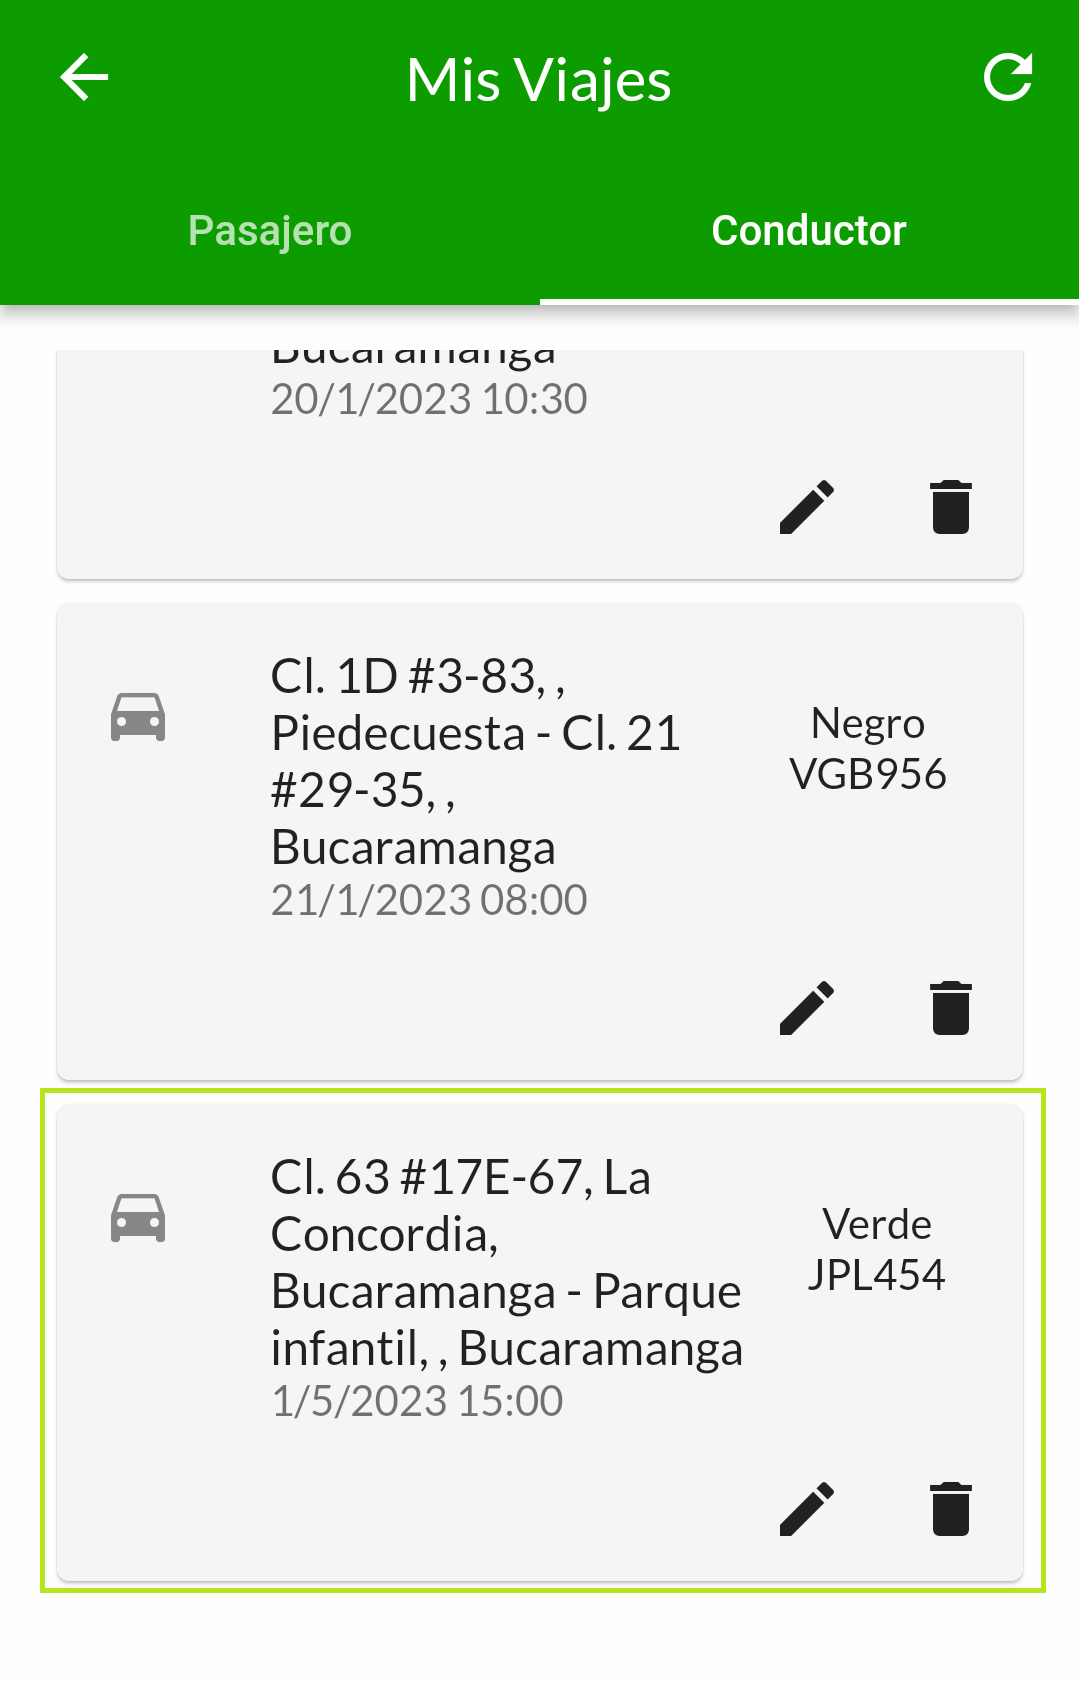 Mis Viajes
Pasajero
Conductor
Bucaramanga
20/1/2023 10:30
Cl. 1D #3-83, ,
Piedecuesta - Cl. 21
#29-35, ,
Bucaramanga
21/1/2023 08:00
Negro
VGB956
Cl. 63 #17E-67, La
Concordia,
Bucaramanga - Parque
infantil, , Bucaramanga
1/5/2023 15:00
Verde
JPL454